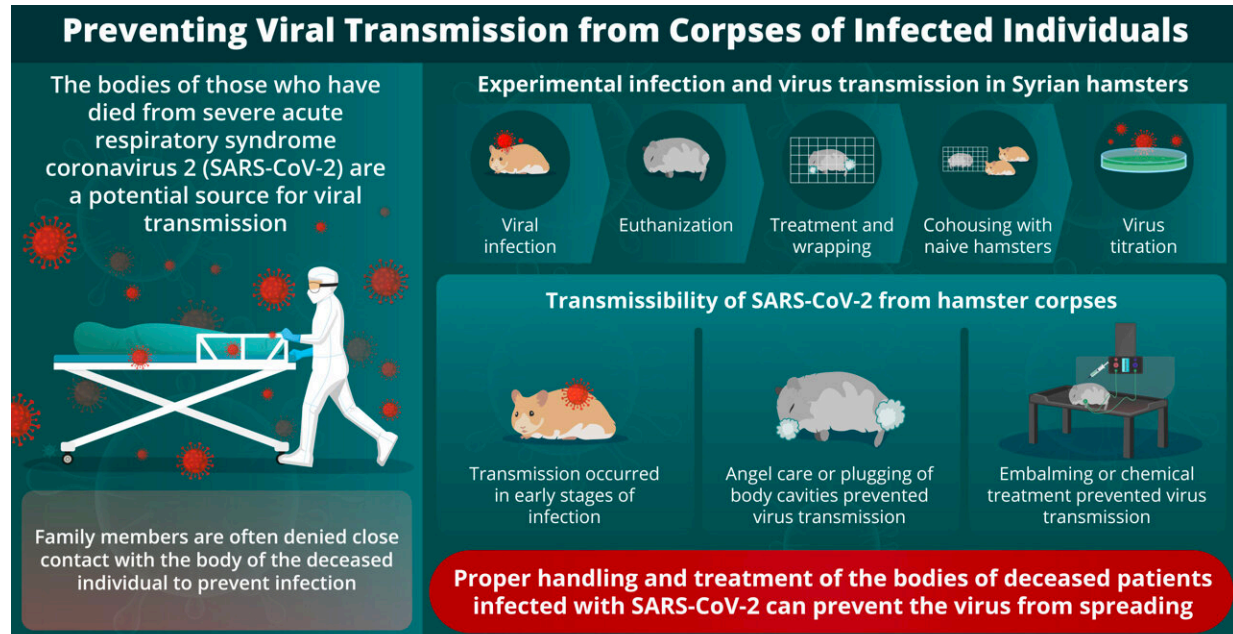 Preventing Viral Transmission from Corpses of Infected Individuals
The bodies of those who have
died from severe acute
respiratory syndrome
coronavirus 2 (SARS-CoV-2) are
a potential source for viral
transmission
Family members are often denied close
contact with the body of the deceased
individual to prevent infection
Experimental infection and virus transmission in Syrian hamsters
Viral
infection
Euthanization
Treatment and
wrapping
Cohousing with
naive hamsters
Virus
titration
Transmissibility of SARS-CoV-2 from hamster corpses
Transmission occurred
in early stages of
infection
Angel care or plugging of
body cavities prevented
virus transmission
Embalming or chemical
treatment prevented virus
transmission
Proper handling and treatment of the bodies of deceased patients
infected with SARS-CoV-2 can prevent the virus from spreading